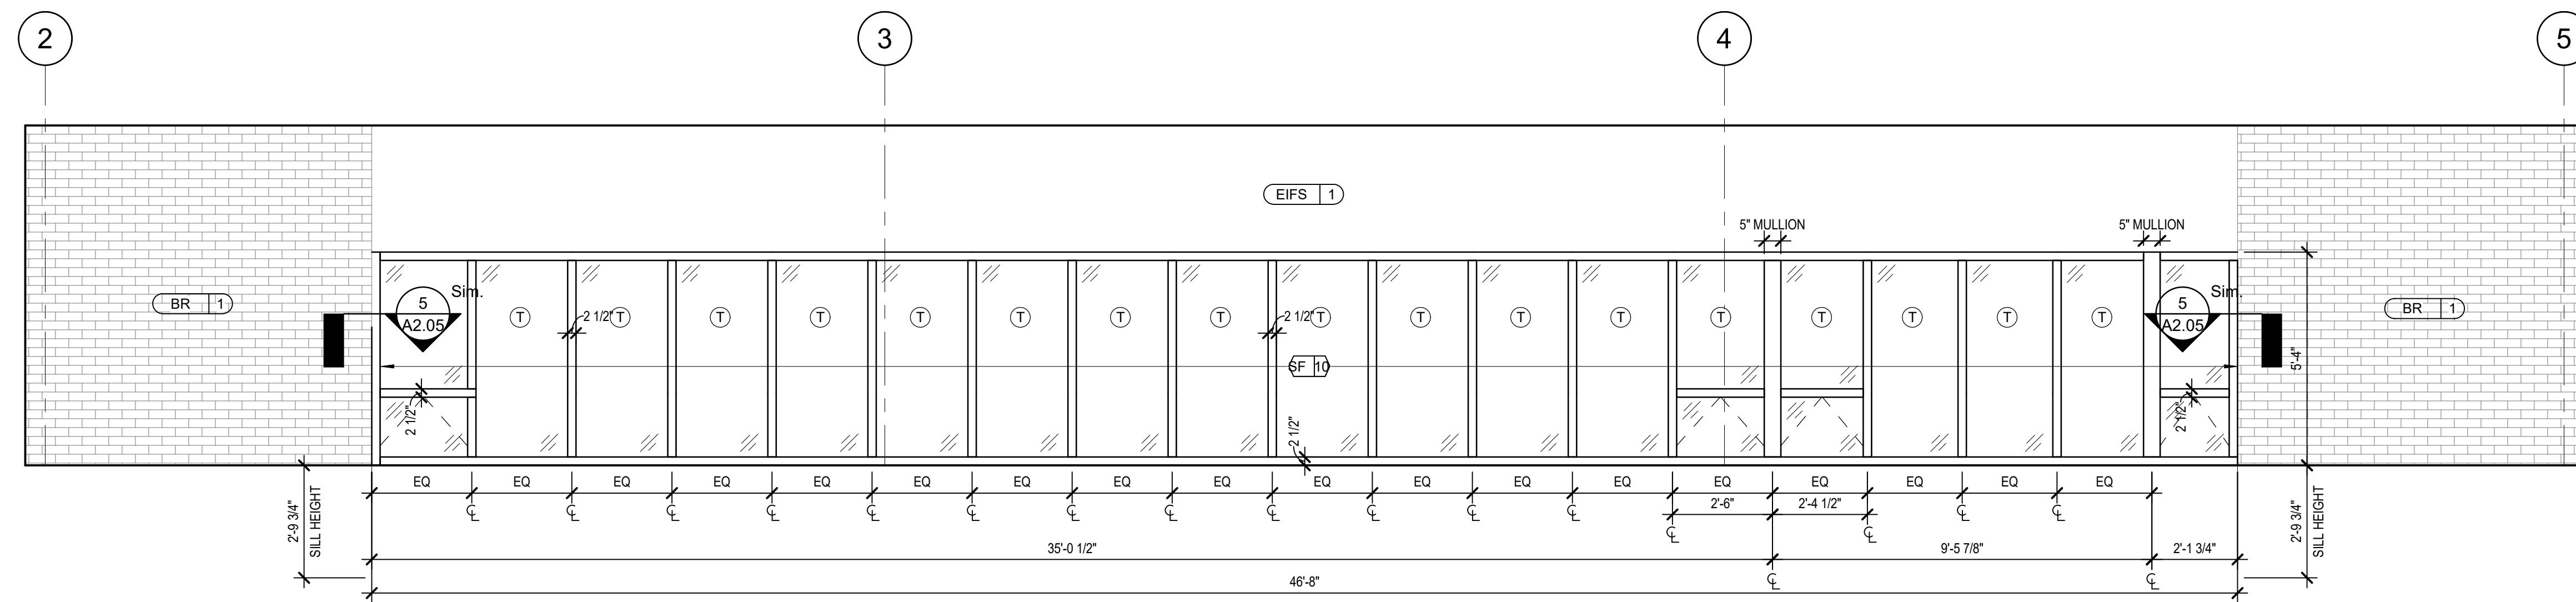 2 3 4 5
EIFS 1
5" MULLION 5" MULLION
5 Sim.
A2.05
5 Sim.
A2.05
BR 1
BR 1
T T T T T T T T T T T T T T T T T
2 1/2" 2 1/2"
5'-4"
SF 10
2 1/2"
2 1/2"
2 1/2"
EQ EQ EQ EQ EQ EQ EQ EQ EQ EQ EQ EQ EQ EQ EQ EQ EQ EQ
2'-6" 2'-4 1/2"
℄ ℄ ℄ ℄ ℄ ℄ ℄ ℄ ℄ ℄ ℄ ℄ ℄ ℄
℄ ℄
2'-9 3/4"
SILL HEIGHT
2'-9 3/4"
SILL HEIGHT
35'-0 1/2" 9'-5 7/8" 2'-1 3/4"
℄ ℄
46'-8"